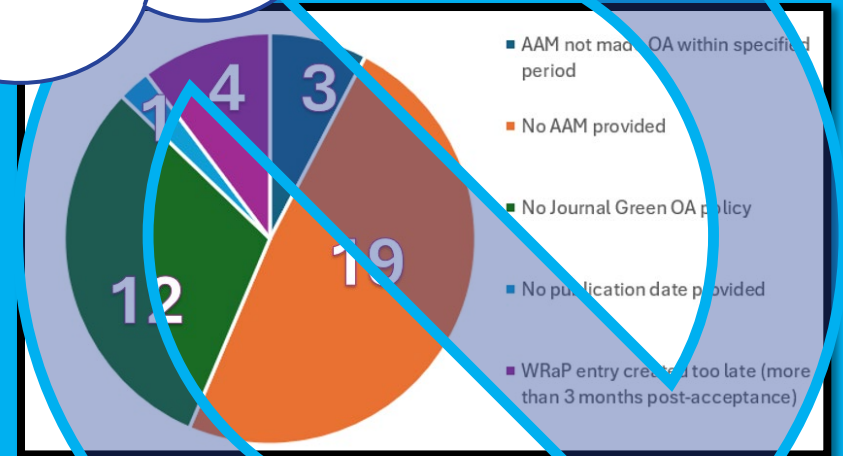 4
3
1
19
12
AAM not made OA within specified
period
No AAM provided
No Journal Green OA policy
No publication date provided
WRaP entry created too late (more
than 3 months post-acceptance)